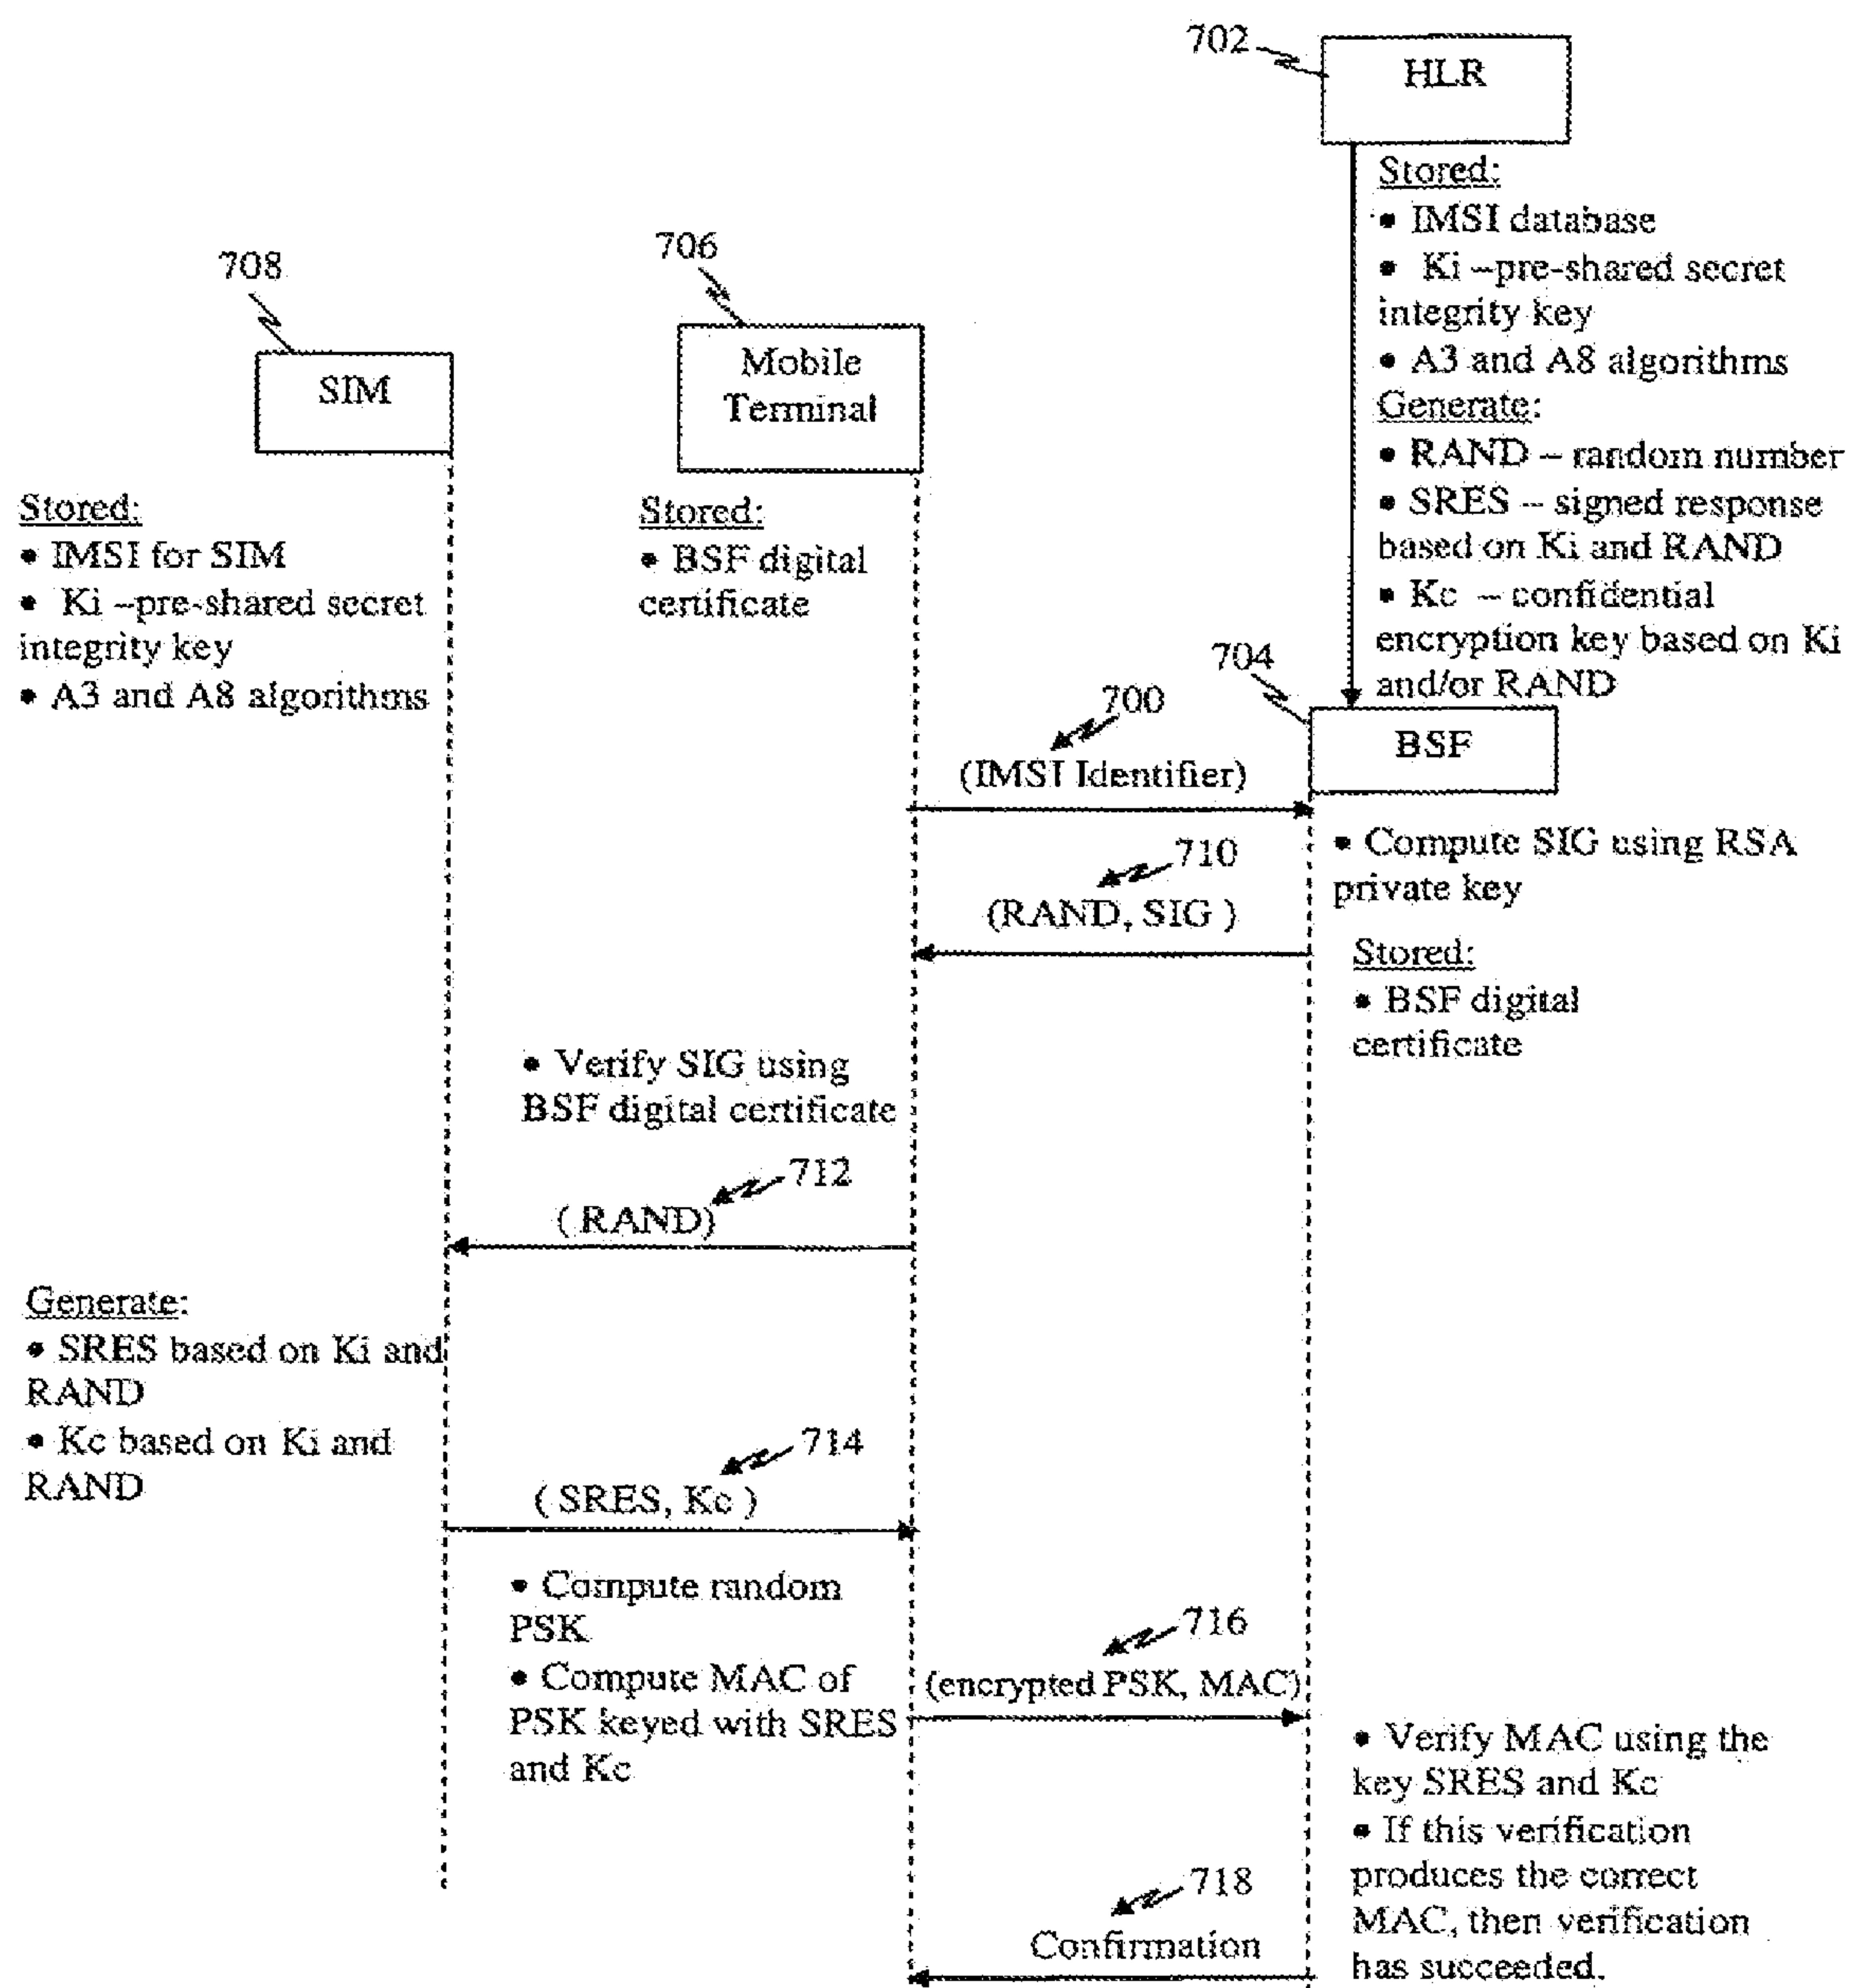 702
HLR
Stored:
• IMSI database
• Ki –pre-shared secret
integrity key
• A3 and A8 algorithms
Generate:
• RAND – random number
• SRES – signed response
based on Ki and RAND
• Kc – confidential
encryption key based on Ki
and/or RAND
708
SIM
Stored:
• IMSI for SIM
• Ki –pre-shared secret
integrity key
• A3 and A8 algorithms
706
Mobile
Terminal
Stored:
• BSF digital
certificate
704
BSF
700
(IMSI Identifier)
• Compute SIG using RSA
private key
710
(RAND, SIG )
Stored:
• BSF digital
certificate
• Verify SIG using
BSF digital certificate
712
( RAND)
Generate:
• SRES based on Ki and
RAND
• Kc based on Ki and
RAND
714
( SRES, Kc )
• Compute random
PSK
• Compute MAC of
PSK keyed with SRES
and Kc
716
(encrypted PSK, MAC)
• Verify MAC using the
key SRES and Kc
• If this verification
produces the correct
MAC, then verification
has succeeded.
718
Confirmation